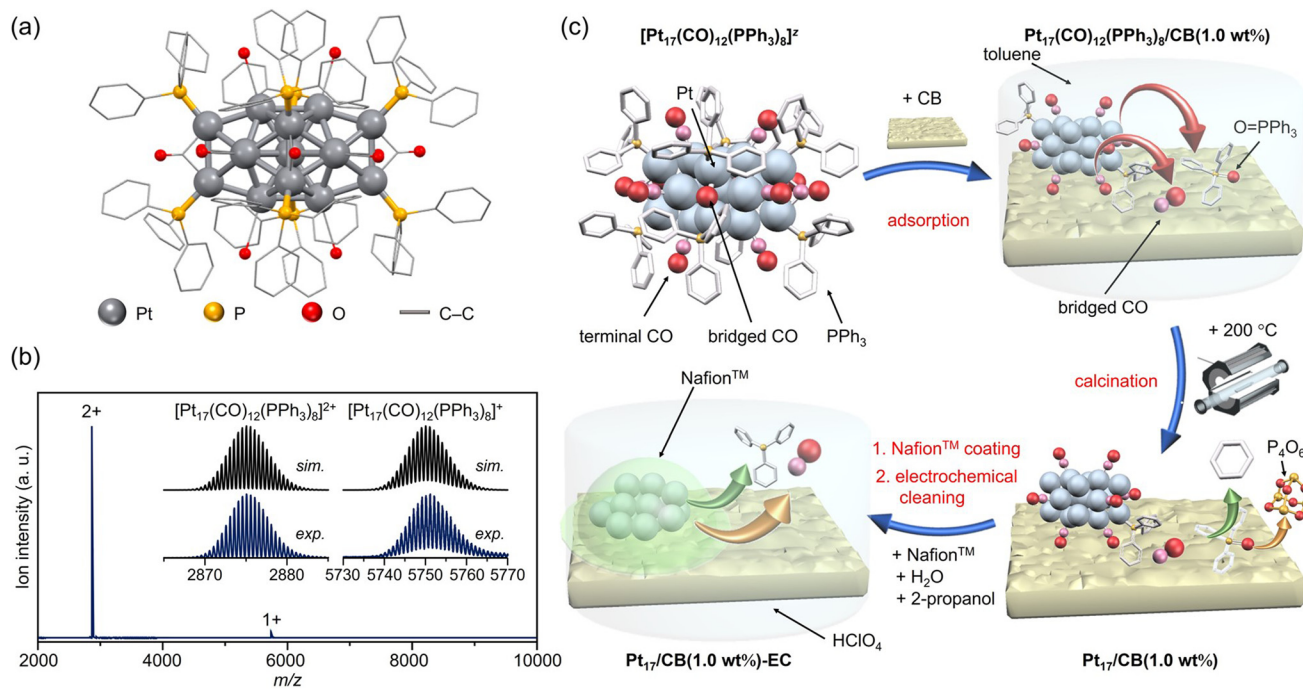 (a)
Pt
P
O
C–C
(b)
Ion intensity (a. u.)
2+
[Pt₁₇(CO)₁₂(PPh₃)₈]²⁺
[Pt₁₇(CO)₁₂(PPh₃)₈]⁺
sim.
sim.
exp.
exp.
2870
2880
5730
5740
5750
5760
5770
1+
2000
4000
6000
8000
10000
m/z
(c)
[Pt₁₇(CO)₁₂(PPh₃)₈]ᶻ
Pt
terminal CO
bridged CO
PPh₃
+ CB
adsorption
Pt₁₇(CO)₁₂(PPh₃)₈/CB(1.0 wt%)
toluene
O=PPh₃
bridged CO
+ 200 °C
calcination
P₄O₆
Pt₁₇/CB(1.0 wt%)
1. Nafion™ coating
2. electrochemical
cleaning
+ Nafion™
+ H₂O
+ 2-propanol
Nafion™
HClO₄
Pt₁₇/CB(1.0 wt%)-EC